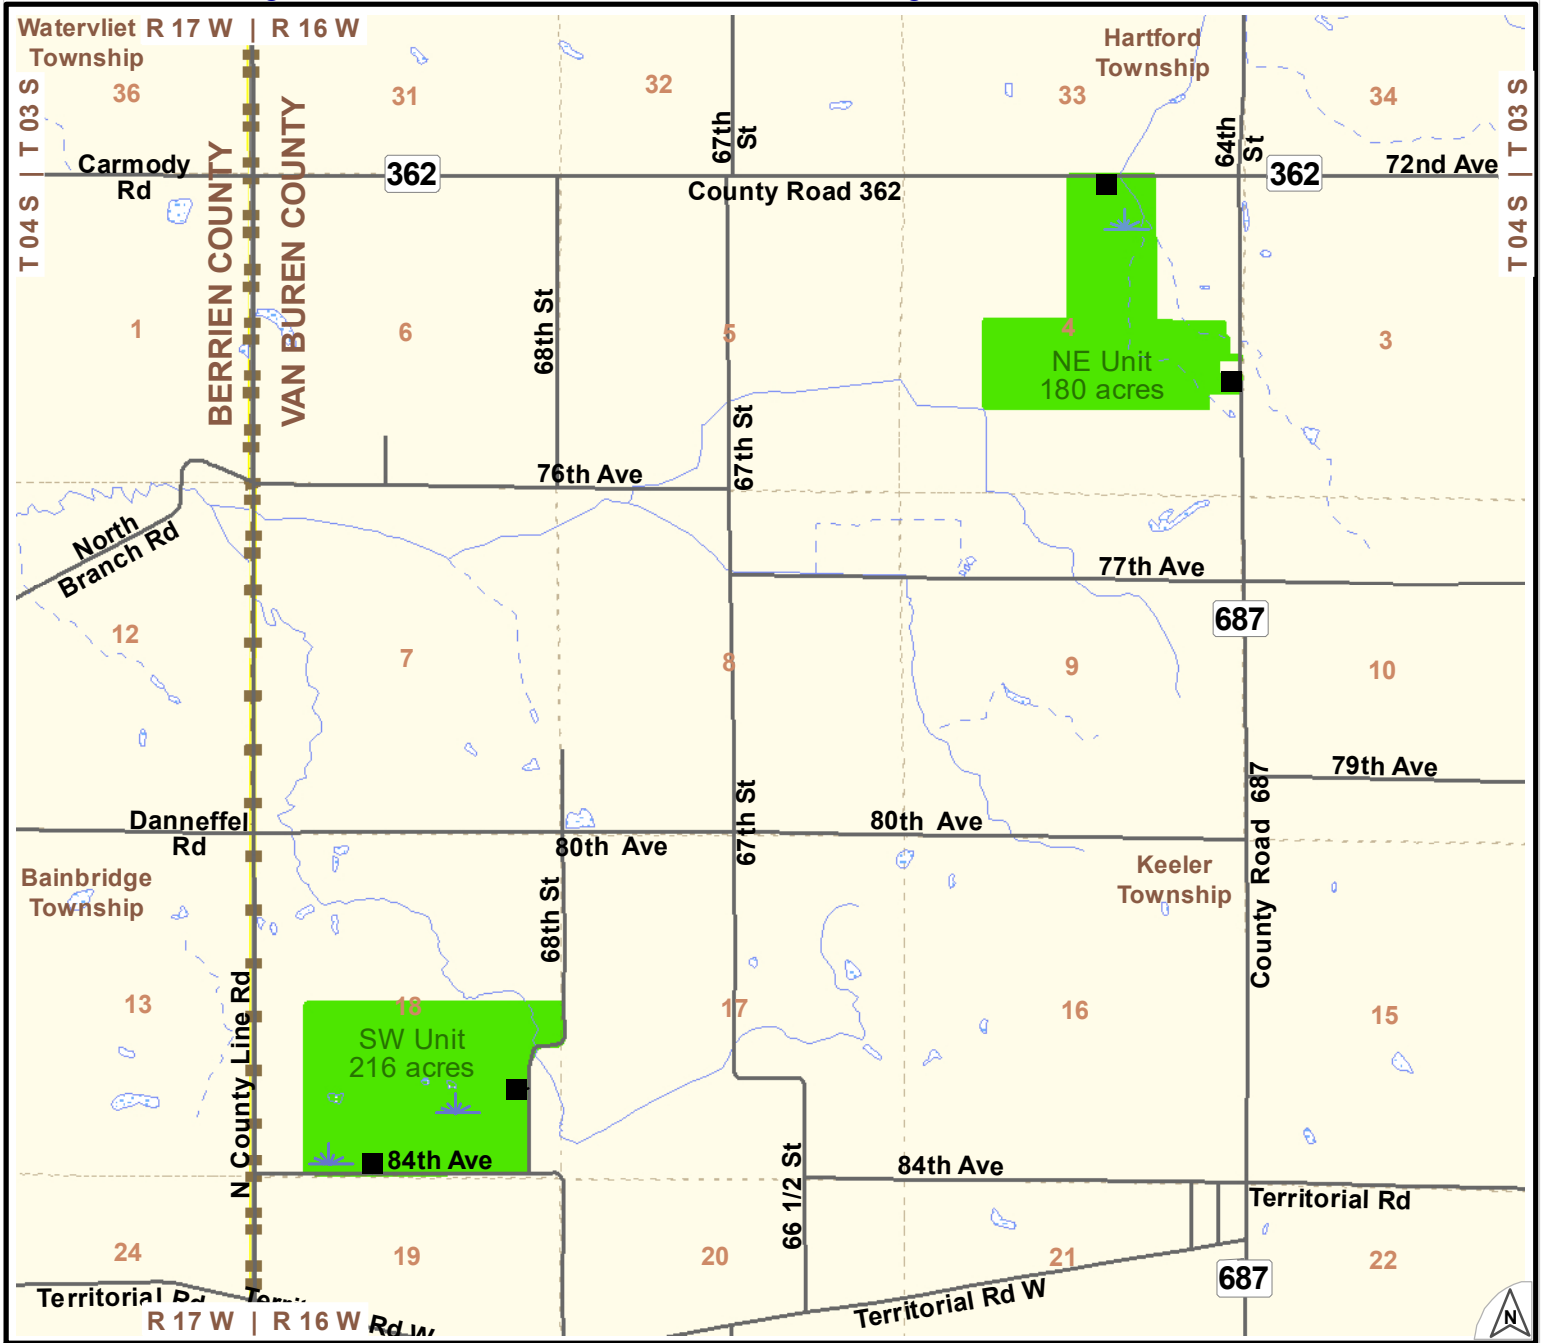 Watervliet
Township
R 17 W | R 16 W
Hartford
Township
36
31
32
33
34
T 04 S | T 03 S
T 04 S | T 03 S
67th
St
64th
St
Carmody
Rd
362
County Road 362
362
72nd Ave
BERRIEN COUNTY
VAN BUREN COUNTY
1
6
68th St
5
4
3
NE Unit
180 acres
67th St
76th Ave
North
Branch Rd
77th Ave
687
12
7
8
9
10
79th Ave
Danneffel
Rd
80th Ave
80th Ave
67th St
County Road 687
Bainbridge
Township
Keeler
Township
68th St
13
18
17
16
15
SW Unit
216 acres
N County Line Rd
84th Ave
84th Ave
66 1/2 St
Territorial Rd
24
19
20
21
22
687
Territorial Rd
Territorial Rd W
Rd W
R 17 W | R 16 W
N